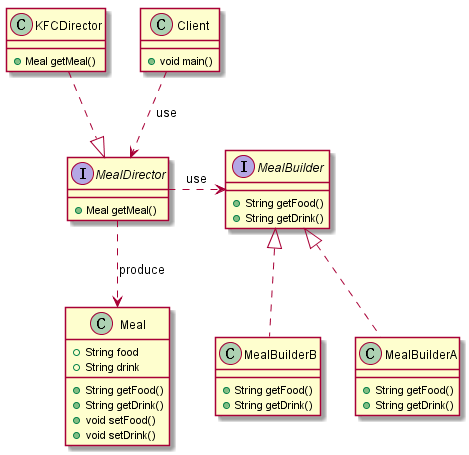 C KFCDirector
Meal getMeal()
C Client
void main()
use
I MealDirector
Meal getMeal()
use
I MealBuilder
String getFood()
String getDrink()
produce
C Meal
String food
String drink
String getFood()
String getDrink()
void setFood()
void setDrink()
C MealBuilderB
String getFood()
String getDrink()
C MealBuilderA
String getFood()
String getDrink()